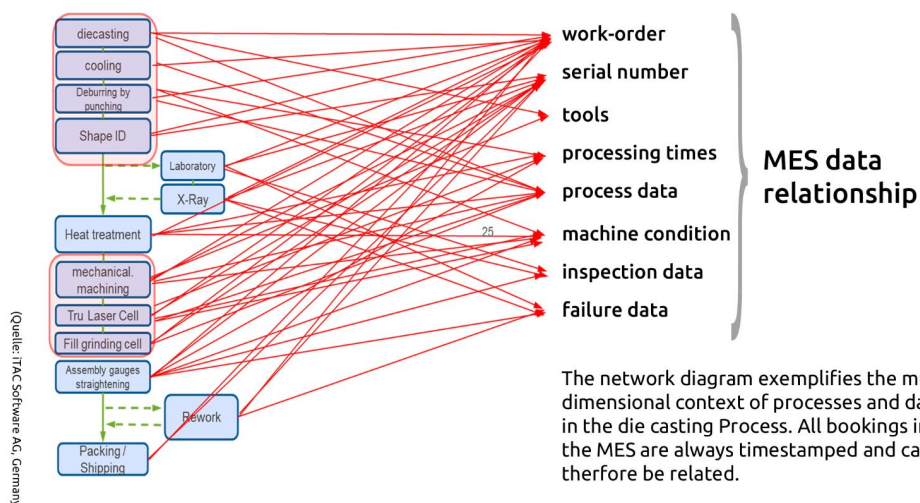 diecasting
cooling
Deburring by
punching
Shape ID
Laboratory
X-Ray
Heat treatment
mechanical.
machining
Tru Laser Cell
Fill grinding cell
Assembly gauges
straightening
Rework
Packing /
Shipping
work-order
serial number
tools
processing times
process data
25
machine condition
inspection data
failure data
MES data
relationship
The network diagram exemplifies the m
dimensional context of processes and da
in the die casting Process. All bookings i
the MES are always timestamped and ca
therfore be related.
(Quelle: iTAC Software AG, Germany